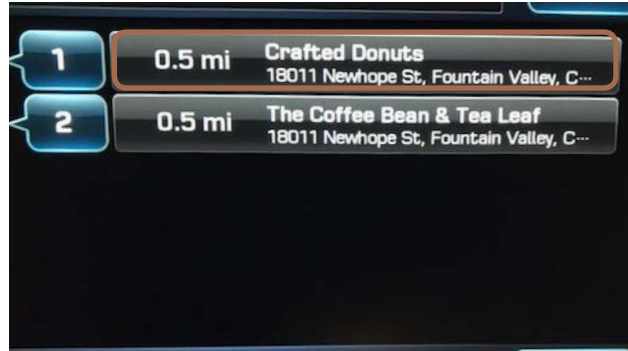 1
0.5 mi
Crafted Donuts
18011 Newhope St, Fountain Valley, C...
2
0.5 mi
The Coffee Bean & Tea Leaf
18011 Newhope St, Fountain Valley, C...